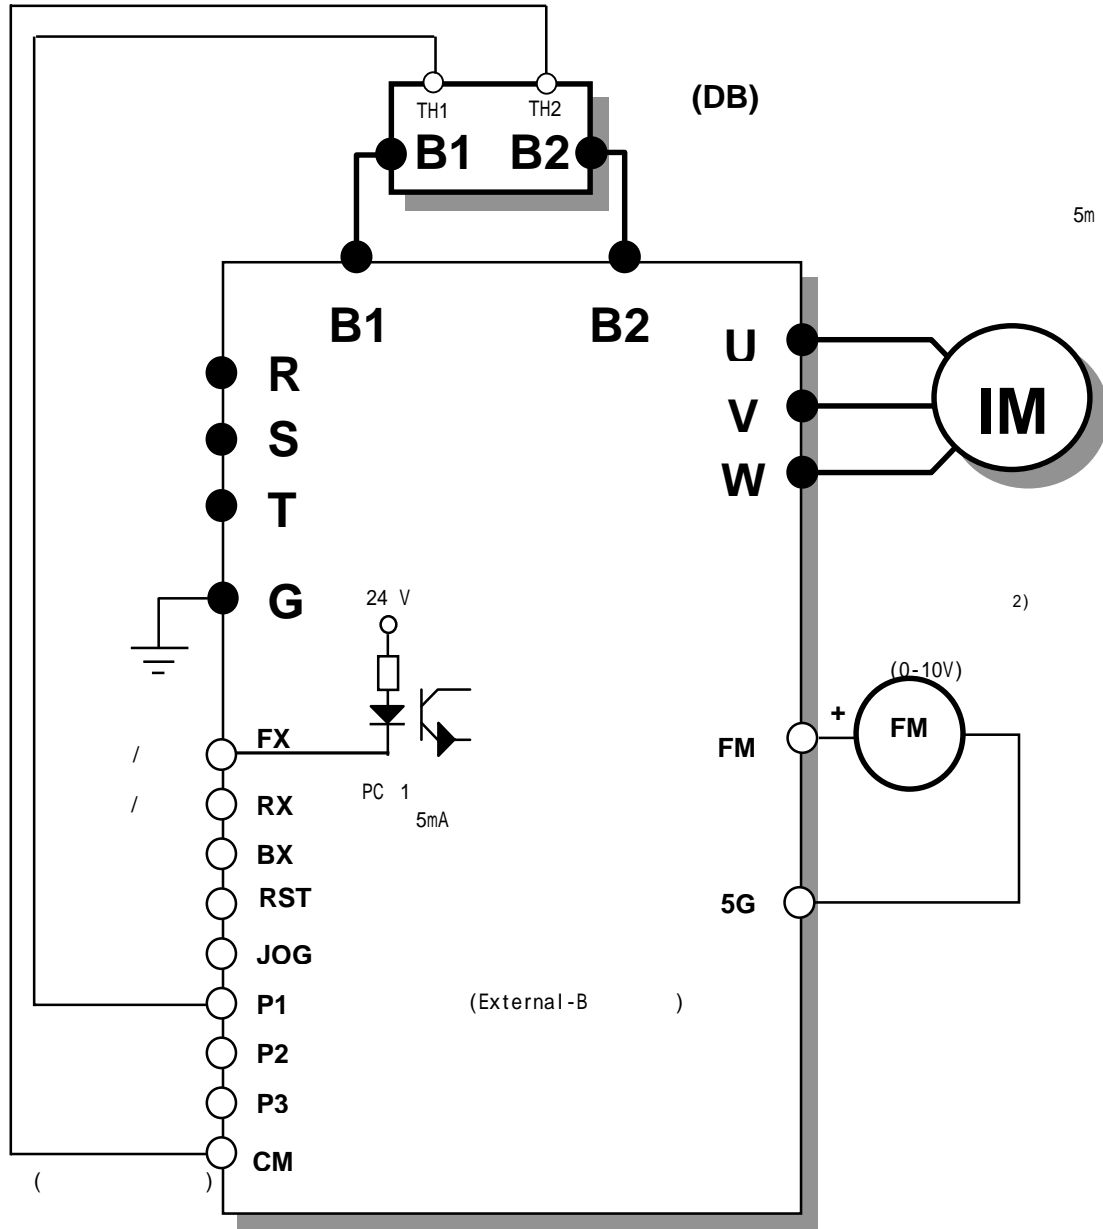 (DB)
TH1 TH2
B1 B2
5m
B1 B2
U
R
IM
V
S
W
T
G
24 V
2)
(0-10V)
+
FM
FX
FM
/
PC 1
/
RX
5mA
BX
RST
5G
JOG
P1
(External-B )
P2
P3
CM
( )